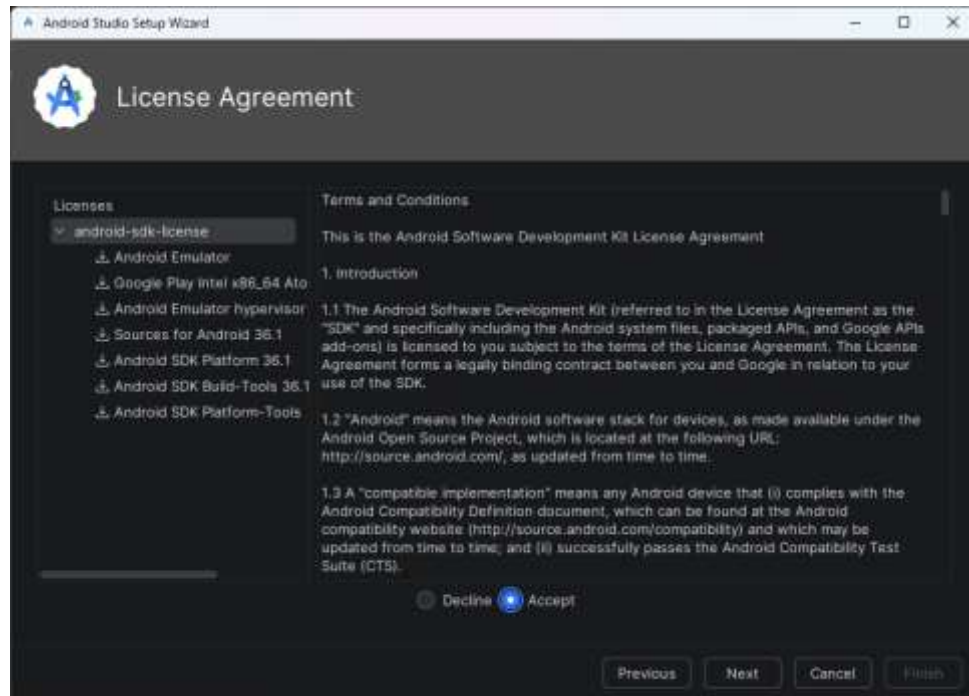 Android Studio Setup Wizard
License Agreement
Licenses
android-sdk-license
Android Emulator
Google Play Intel x86_64 Ato
Android Emulator hypervisor
Sources for Android 36.1
Android SDK Platform 36.1
Android SDK Build-Tools 36.1
Android SDK Platform-Tools
Terms and Conditions
This is the Android Software Development Kit License Agreement
1. Introduction
1.1 The Android Software Development Kit (referred to in the License Agreement as the
"SDK" and specifically including the Android system files, packaged APIs, and Google APIs
add-ons) is licensed to you subject to the terms of the License Agreement. The License
Agreement forms a legally binding contract between you and Google in relation to your
use of the SDK.
1.2 "Android" means the Android software stack for devices, as made available under the
Android Open Source Project, which is located at the following URL:
http://source.android.com/, as updated from time to time.
1.3 A "compatible implementation" means any Android device that (i) complies with the
Android Compatibility Definition document, which can be found at the Android
compatibility website (http://source.android.com/compatibility) and which may be
updated from time to time; and (ii) successfully passes the Android Compatibility Test
Suite (CTS).
Decline Accept
Previous Next Cancel Finish